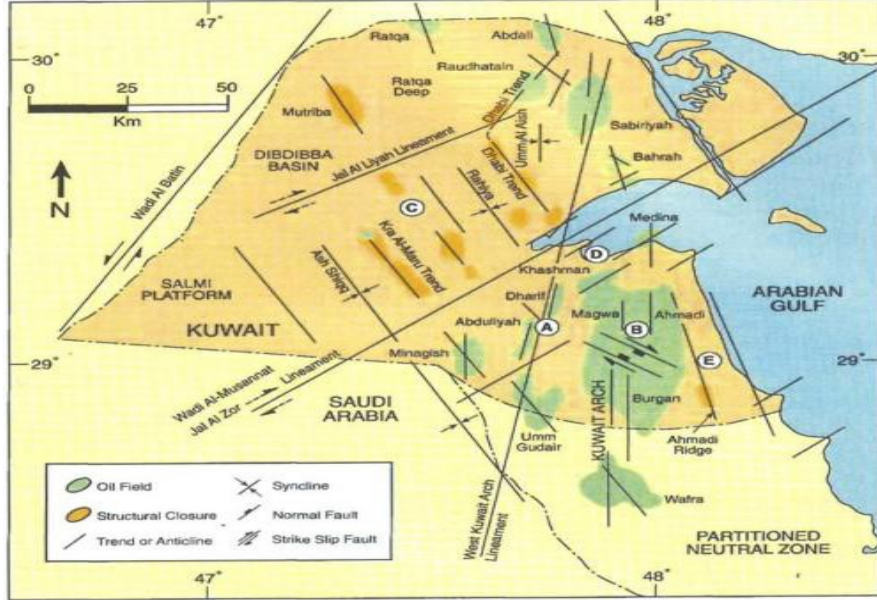 47°
48°
30°
30°
Ratqa
Abdali
Raudhatain
Ratqa
Deep
0
25
50
Km
Mutriba
Dhabi Trend
Umm Al Aish
Sabiriyah
DIBDIBBA
BASIN
Jal Al Liyah Lineament
Dhabi Trend
Rahiya
Bahrah
N
Wadi Al Batin
C
Medina
Kra Al-Maru Trend
D
Ash Shiqq
Khashman
SALMI
PLATFORM
Dharif
ARABIAN
GULF
KUWAIT
Abduliyah
A
Magwa
B
Ahmadi
29°
Minagish
E
29°
Wadi Al-Musannat
Jal Al Zor
Lineament
SAUDI
ARABIA
Burgan
KUWAIT ARCH
Umm
Gudair
Ahmadi
Ridge
Wafra
West Kuwait Arch
Lineament
PARTITIONED
NEUTRAL ZONE
Oil Field
Syncline
Structural Closure
Normal Fault
Trend or Anticline
Strike Slip Fault
47°
48°